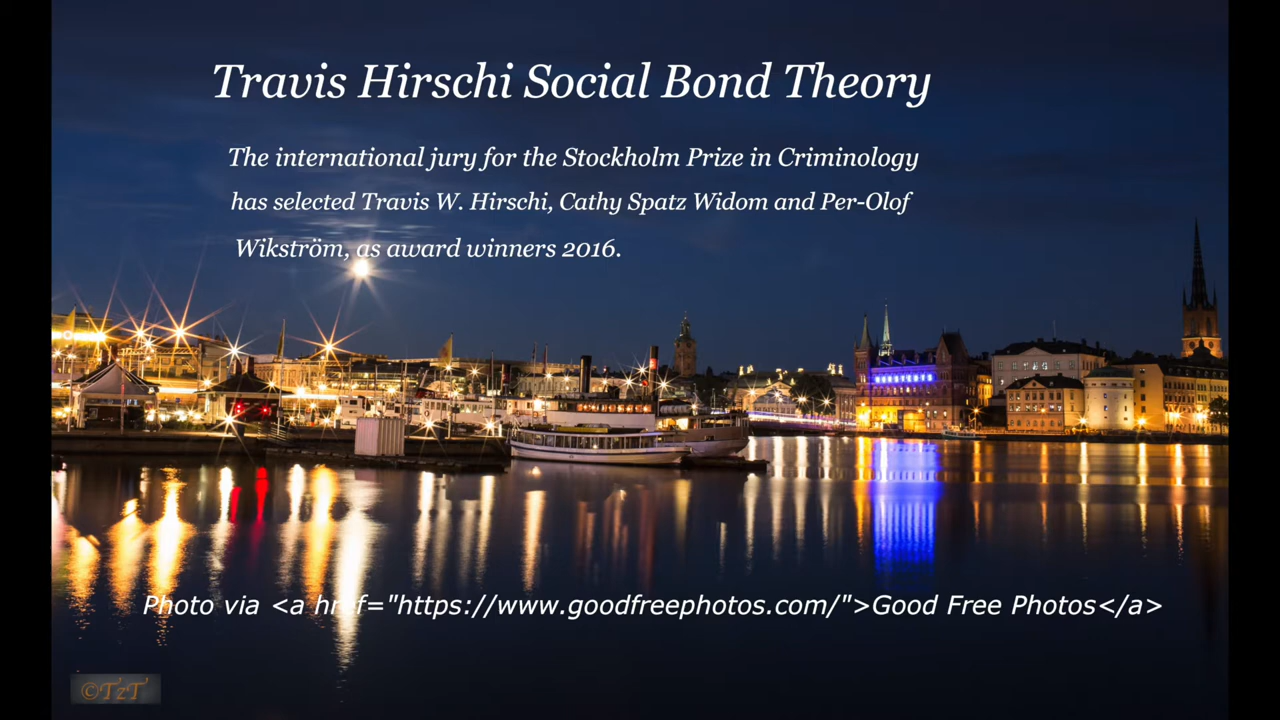 Travis Hirschi Social Bond Theory
The international jury for the Stockholm Prize in Criminology
has selected Travis W. Hirschi, Cathy Spatz Widom and Per-Olof
Wikström, as award winners 2016.
Photo via <a href="https://www.goodfreephotos.com/">Good Free Photos</a>
©TzT